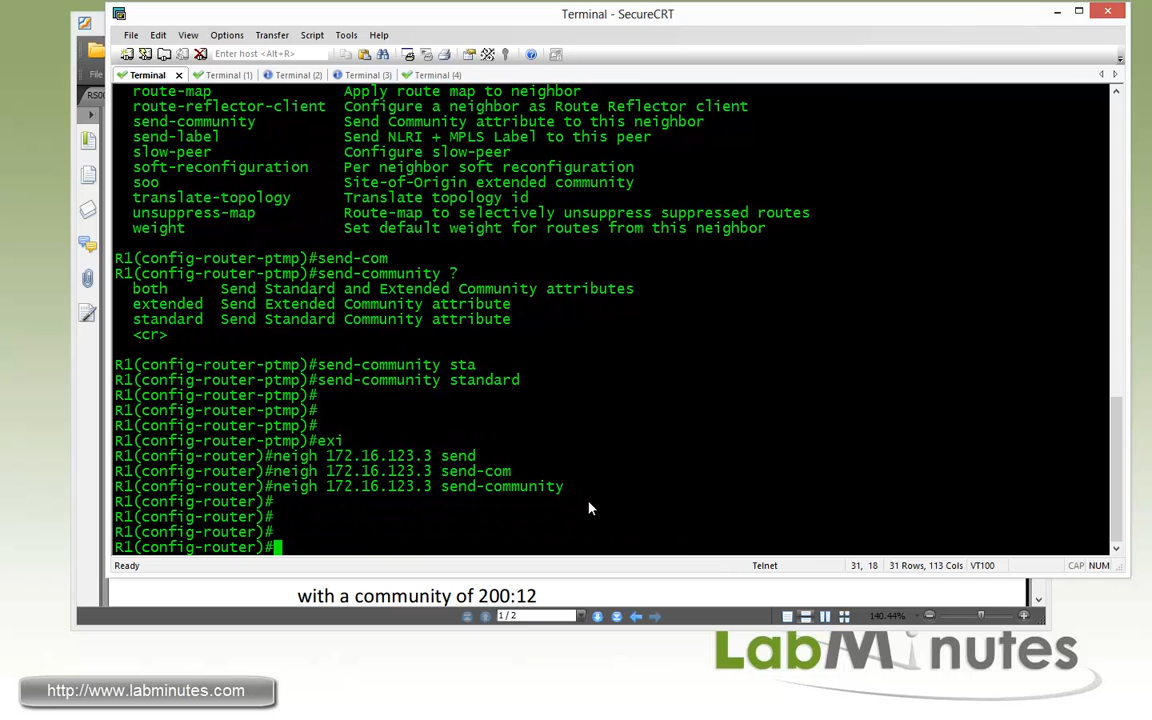 Terminal - SecureCRT
File Edit View Options Transfer Script Tools Help
Enter host <Alt+R>
Terminal Terminal (1) Terminal (2) Terminal (3) Terminal (4)
File
RS00
route-map Apply route map to neighbor
route-reflector-client Configure a neighbor as Route Reflector client
send-community Send Community attribute to this neighbor
send-label Send NLRI + MPLS Label to this peer
slow-peer Configure slow-peer
soft-reconfiguration Per neighbor soft reconfiguration
soo Site-of-Origin extended community
translate-topology Translate topology id
unsuppress-map Route-map to selectively unsuppress suppressed routes
weight Set default weight for routes from this neighbor
R1(config-router-ptmp)#send-com
R1(config-router-ptmp)#send-community ?
both Send Standard and Extended Community attributes
extended Send Extended Community attribute
standard Send Standard Community attribute
<cr>
R1(config-router-ptmp)#send-community sta
R1(config-router-ptmp)#send-community standard
R1(config-router-ptmp)#
R1(config-router-ptmp)#
R1(config-router-ptmp)#
R1(config-router-ptmp)#exi
R1(config-router)#neigh 172.16.123.3 send
R1(config-router)#neigh 172.16.123.3 send-com
R1(config-router)#neigh 172.16.123.3 send-community
R1(config-router)#
R1(config-router)#
R1(config-router)#
R1(config-router)#
Ready Telnet 31, 18 31 Rows, 113 Cols VT100 CAP NUM
with a community of 200:12
1 / 2 140.44%
LabMinutes
http://www.labminutes.com